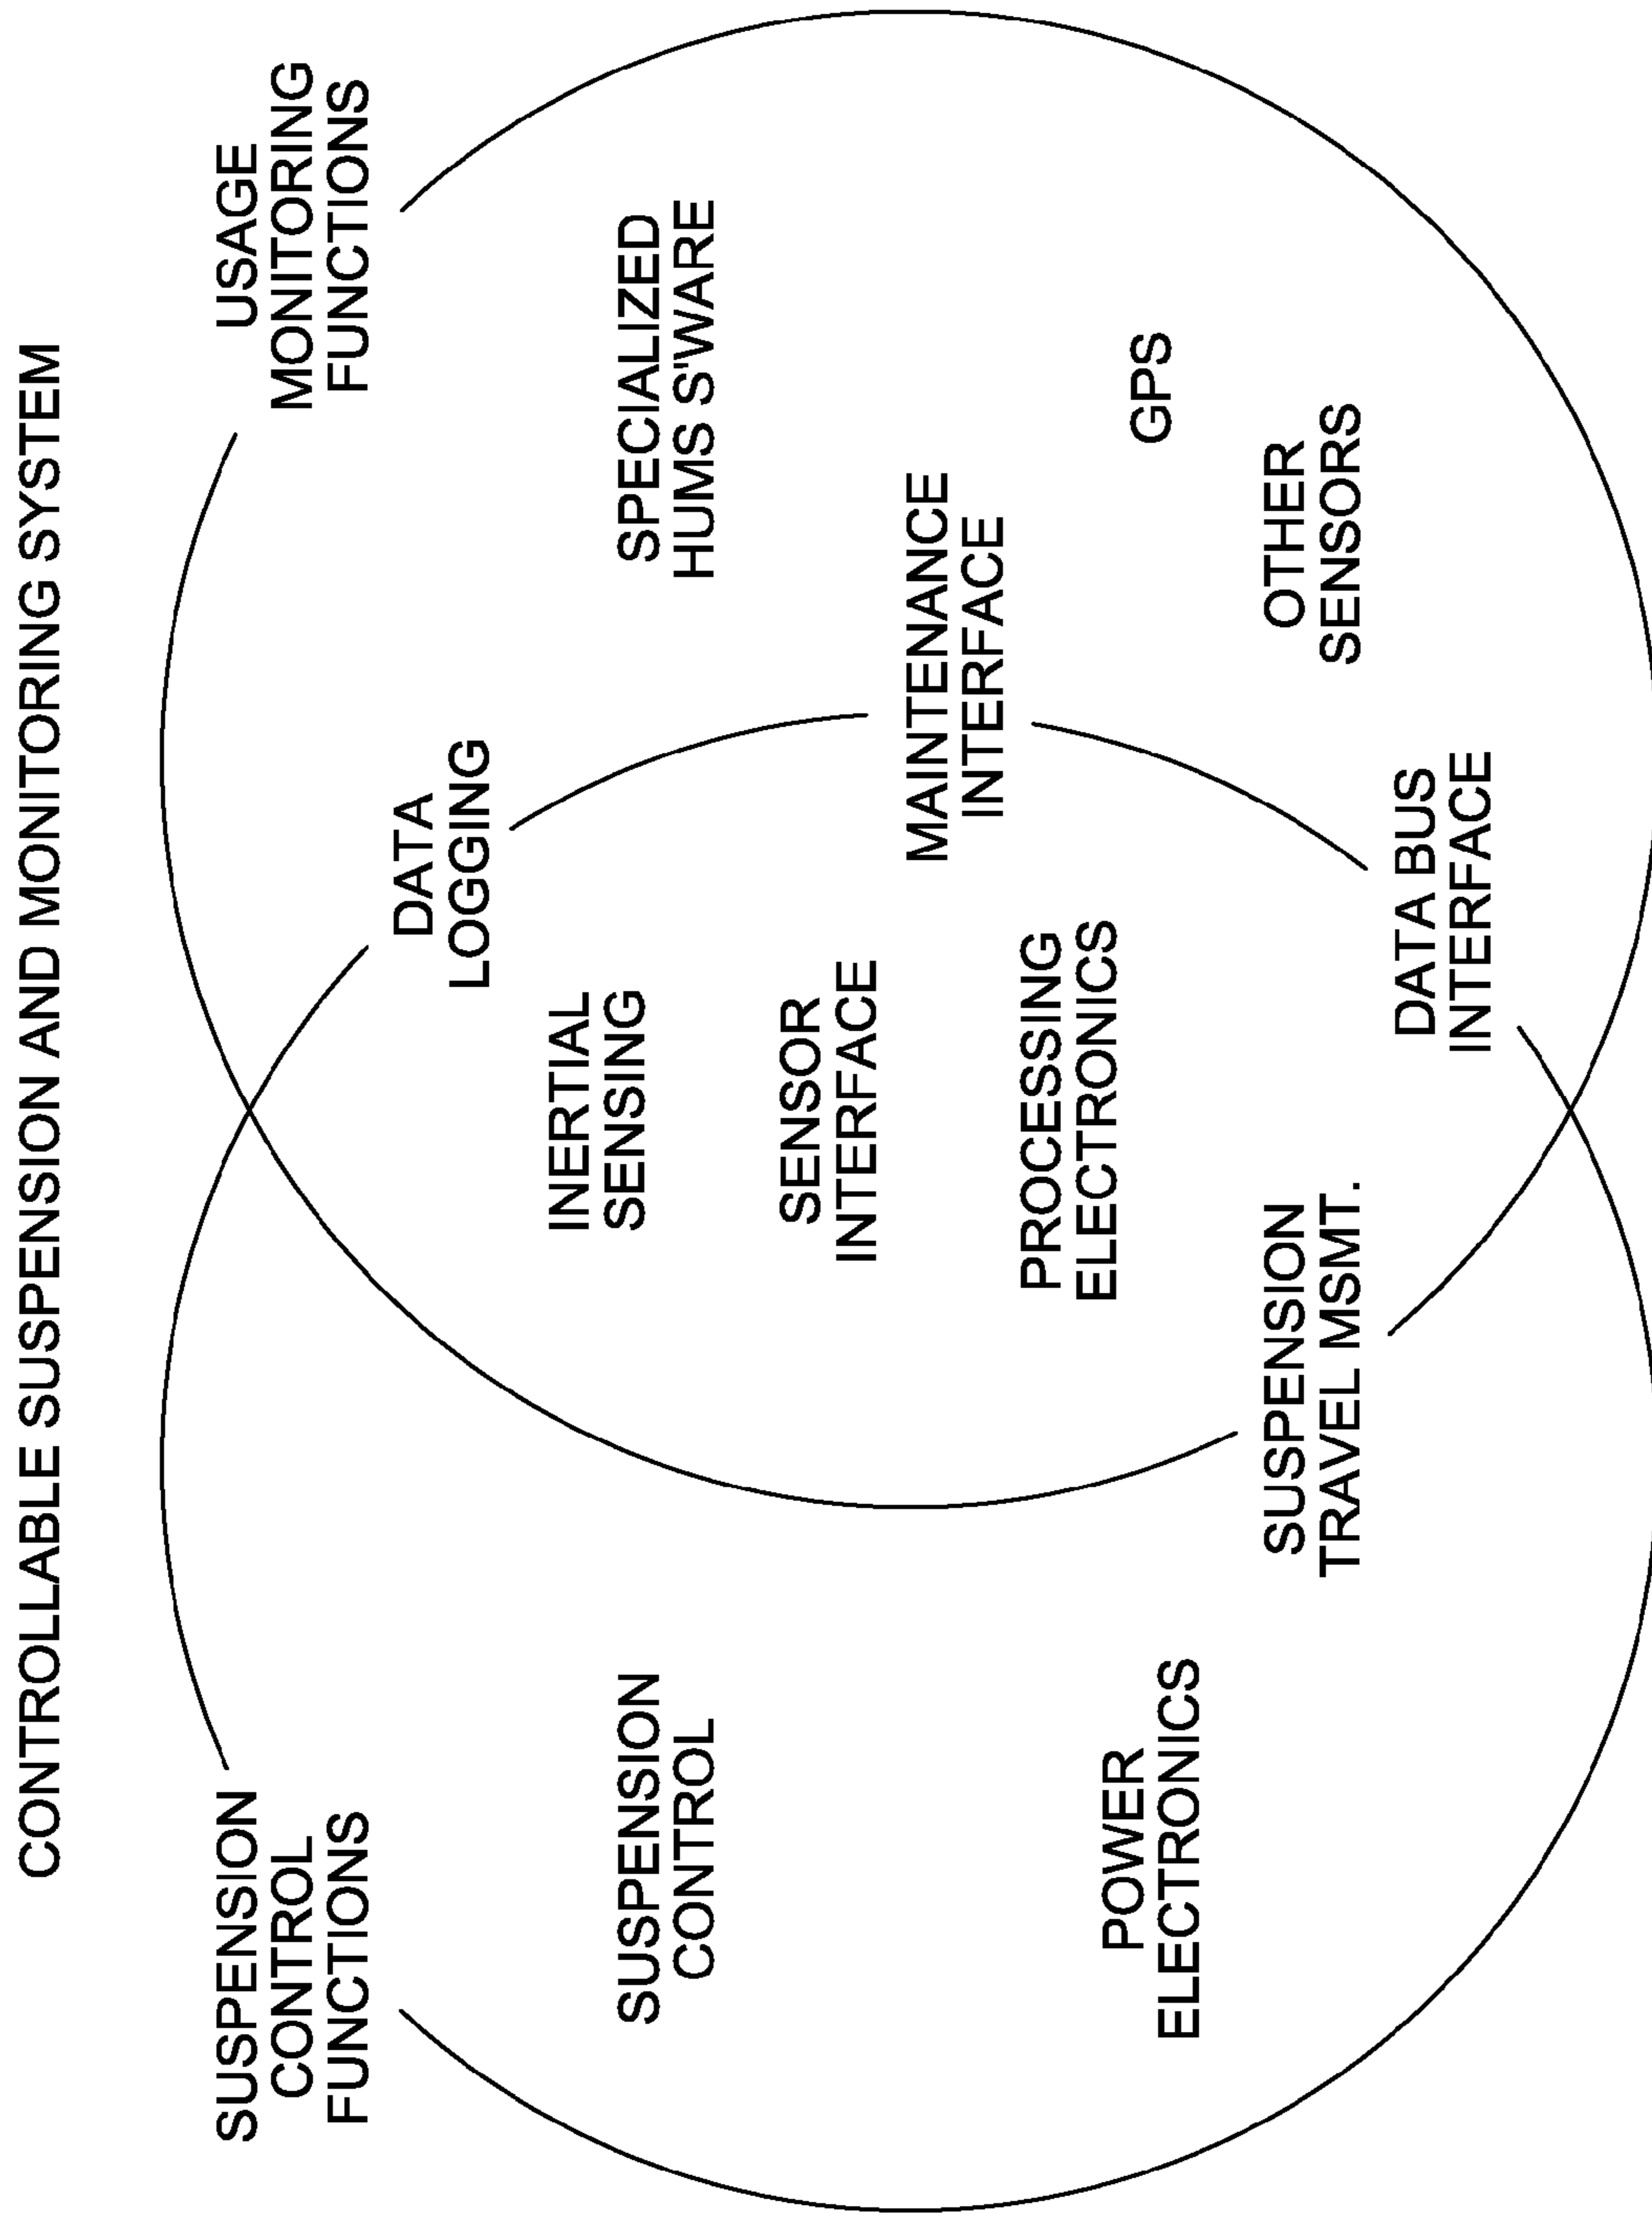 CONTROLLABLE SUSPENSION AND MONITORING SYSTEM
SUSPENSION
CONTROL
FUNCTIONS
USAGE
MONITORING
FUNCTIONS
DATA
LOGGING
SUSPENSION
CONTROL
INERTIAL
SENSING
SPECIALIZED
HUMS S'WARE
SENSOR
INTERFACE
MAINTENANCE
INTERFACE
POWER
ELECTRONICS
PROCESSING
ELECTRONICS
GPS
SUSPENSION
TRAVEL MSMT.
OTHER
SENSORS
DATA BUS
INTERFACE